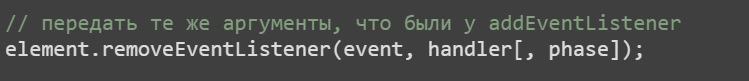 // передать те же аргументы, что были у addEventListener
element.removeEventListener(event, handler[, phase]);